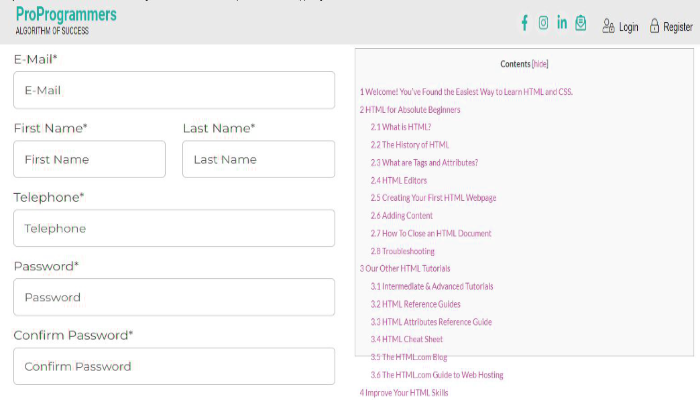 ProProgrammers
ALGORITHM OF SUCCESS
Login
Register
E-Mail*
E-Mail
First Name*
Last Name*
First Name
Last Name
Telephone*
Telephone
Password*
Password
Confirm Password*
Confirm Password
Contents [hide]
1 Welcome! You've Found the Easiest Way to Learn HTML and CSS.
2 HTML for Absolute Beginners
2.1 What is HTML?
2.2 The History of HTML
2.3 What are Tags and Attributes?
2.4 HTML Editors
2.5 Creating Your First HTML Webpage
2.6 Adding Content
2.7 How To Close an HTML Document
2.8 Troubleshooting
3 Our Other HTML Tutorials
3.1 Intermediate & Advanced Tutorials
3.2 HTML Reference Guides
3.3 HTML Attributes Reference Guide
3.4 HTML Cheat Sheet
3.5 The HTML.com Blog
3.6 The HTML.com Guide to Web Hosting
4 Improve Your HTML Skills